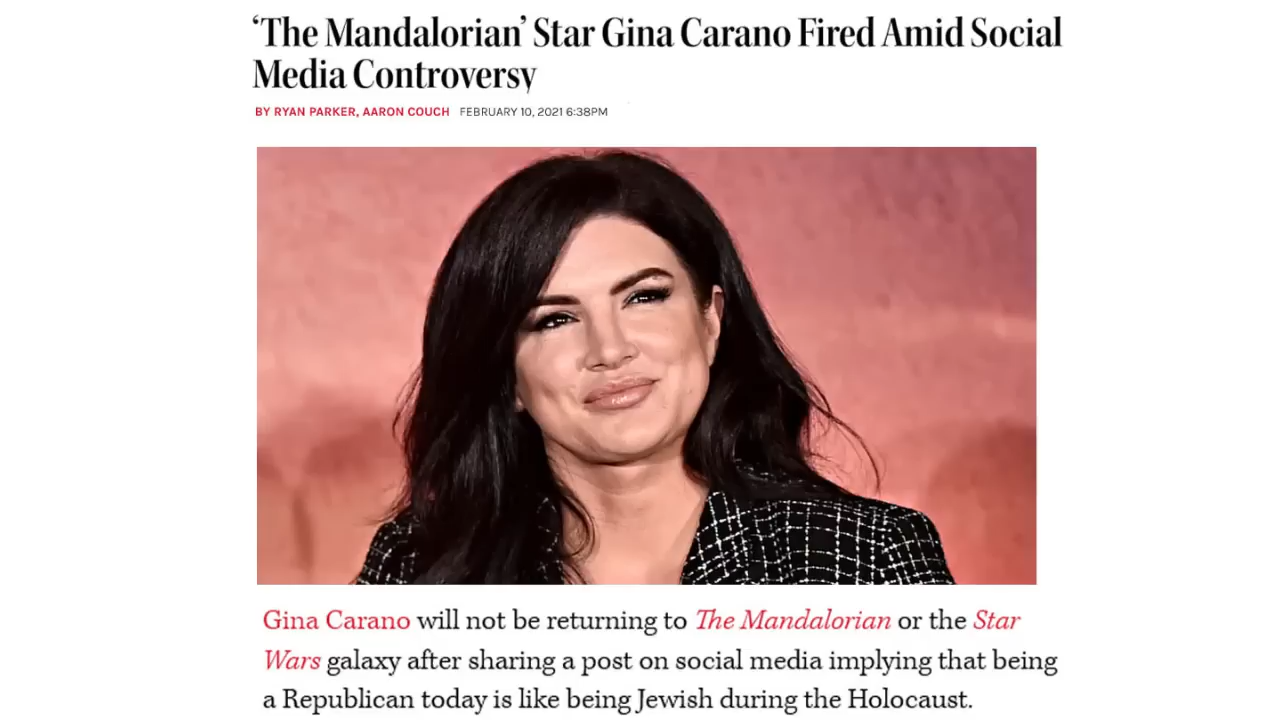 ‘The Mandalorian’ Star Gina Carano Fired Amid Social
Media Controversy
BY RYAN PARKER, AARON COUCH FEBRUARY 10, 2021 6:38PM
Gina Carano will not be returning to The Mandalorian or the Star
Wars galaxy after sharing a post on social media implying that being
a Republican today is like being Jewish during the Holocaust.